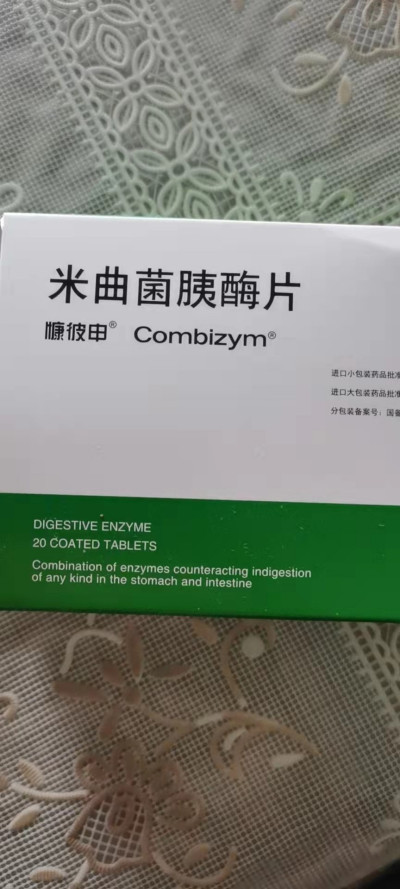 米曲菌胰酶片
慷彼申® Combizym®
进口小包装药品批准
进口大包装药品批准
分包装备案号：国
DIGESTIVE ENZYME
20 COATED TABLETS
Combination of enzymes counteracting indigestion
of any kind in the stomach and intestine